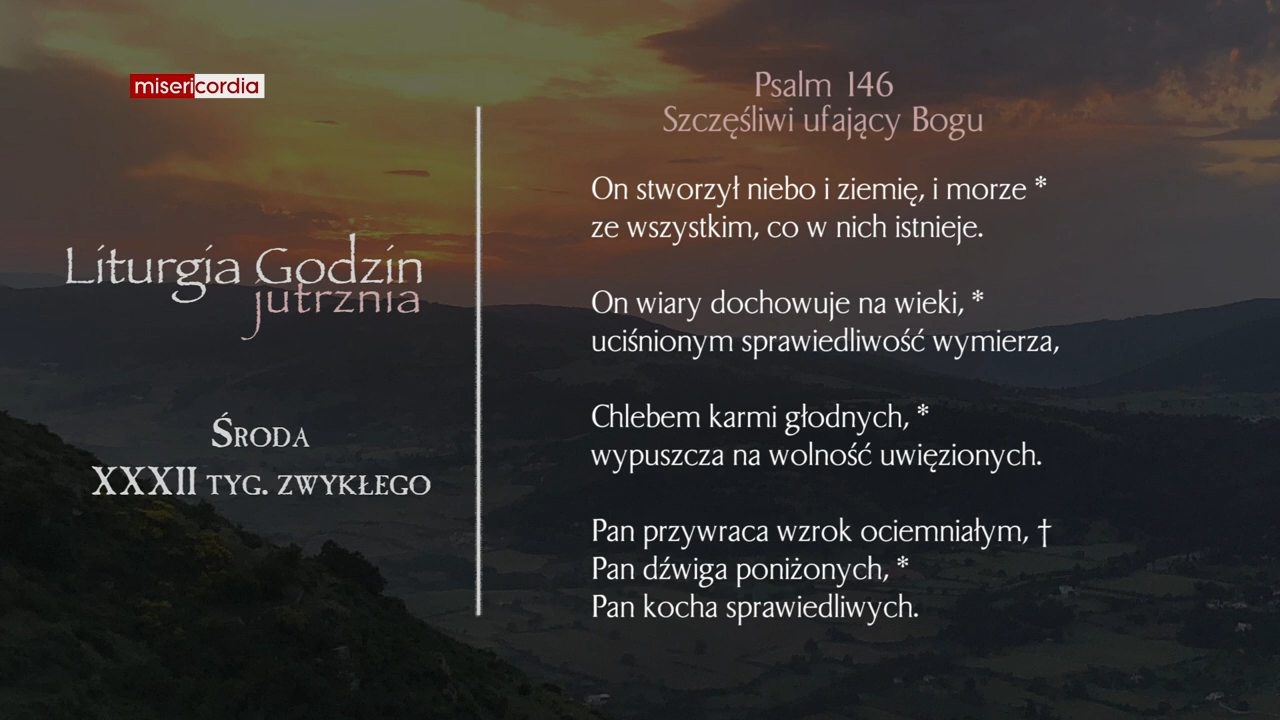 misericordia
Liturgia Godzin
jutrznia
Środa
XXXII tyg. zwykłego
Psalm 146
Szczęśliwi ufający Bogu
On stworzył niebo i ziemię, i morze *
ze wszystkim, co w nich istnieje.
On wiary dochowuje na wieki, *
uciśnionym sprawiedliwość wymierza,
Chlebem karmi głodnych, *
wypuszcza na wolność uwięzionych.
Pan przywraca wzrok ociemniałym, †
Pan dźwiga poniżonych, *
Pan kocha sprawiedliwych.